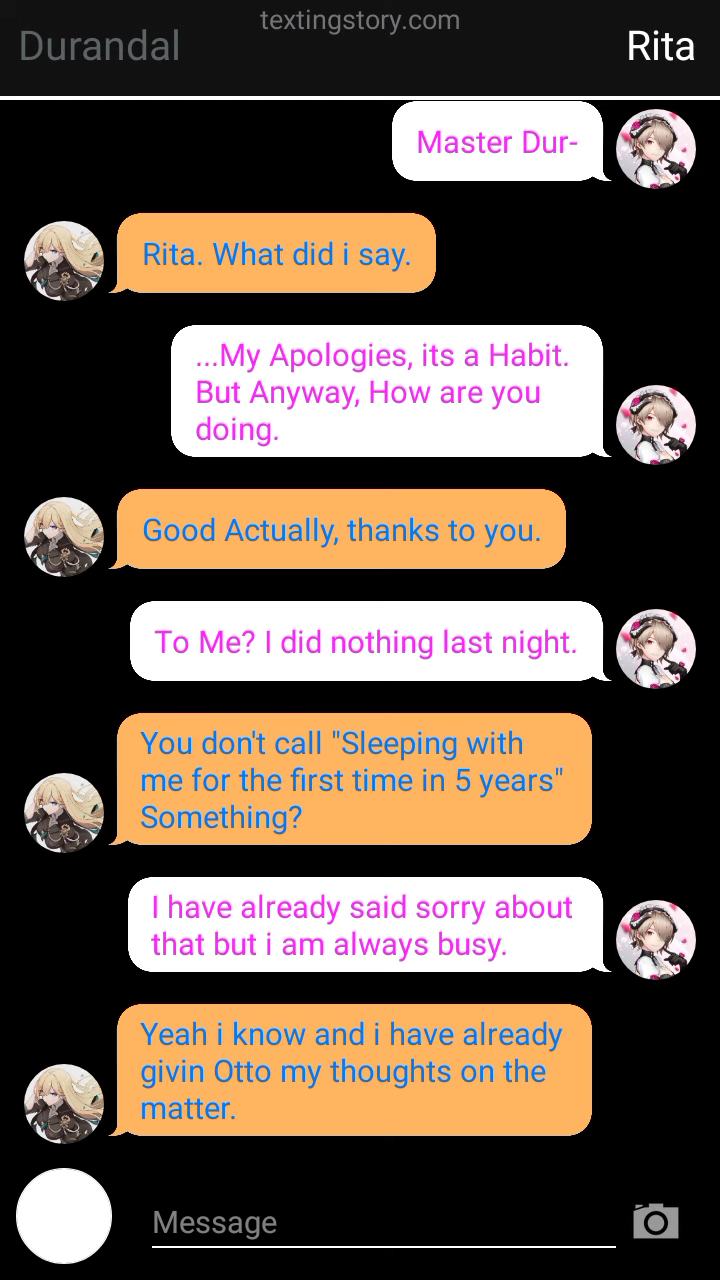 textingstory.com
Durandal
Rita
Master Dur-
Rita. What did i say.
...My Apologies, its a Habit.
But Anyway, How are you
doing.
Good Actually, thanks to you.
To Me? I did nothing last night.
You don't call "Sleeping with
me for the first time in 5 years"
Something?
I have already said sorry about
that but i am always busy.
Yeah i know and i have already
givin Otto my thoughts on the
matter.
Message